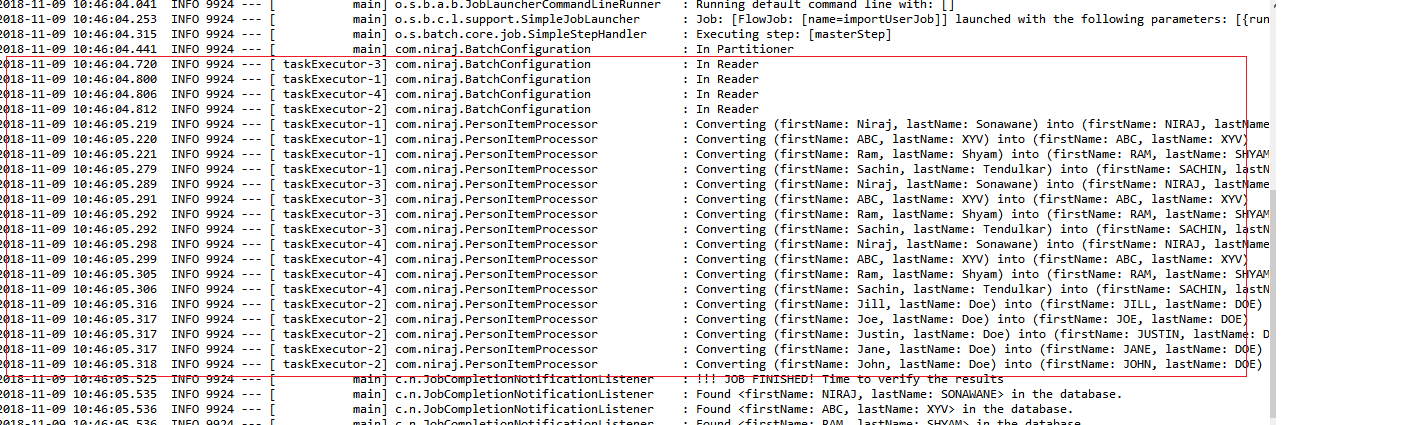 2018-11-09 10:46:04.041  INFO 9924 --- [           main] o.s.b.a.b.JobLauncherCommandLineRunner   : Running default command line with: []
2018-11-09 10:46:04.253  INFO 9924 --- [           main] o.s.b.c.l.support.SimpleJobLauncher      : Job: [FlowJob: [name=importUserJob]] launched with the following parameters: [{run
2018-11-09 10:46:04.315  INFO 9924 --- [           main] o.s.batch.core.job.SimpleStepHandler     : Executing step: [masterStep]
2018-11-09 10:46:04.441  INFO 9924 --- [           main] com.niraj.BatchConfiguration             : In Partitioner
2018-11-09 10:46:04.720  INFO 9924 --- [ taskExecutor-3] com.niraj.BatchConfiguration             : In Reader
2018-11-09 10:46:04.800  INFO 9924 --- [ taskExecutor-1] com.niraj.BatchConfiguration             : In Reader
2018-11-09 10:46:04.806  INFO 9924 --- [ taskExecutor-4] com.niraj.BatchConfiguration             : In Reader
2018-11-09 10:46:04.812  INFO 9924 --- [ taskExecutor-2] com.niraj.BatchConfiguration             : In Reader
2018-11-09 10:46:05.219  INFO 9924 --- [ taskExecutor-1] com.niraj.PersonItemProcessor            : Converting (firstName: Niraj, lastName: Sonawane) into (firstName: NIRAJ, lastName
2018-11-09 10:46:05.220  INFO 9924 --- [ taskExecutor-1] com.niraj.PersonItemProcessor            : Converting (firstName: ABC, lastName: XYV) into (firstName: ABC, lastName: XYV)
2018-11-09 10:46:05.221  INFO 9924 --- [ taskExecutor-1] com.niraj.PersonItemProcessor            : Converting (firstName: Ram, lastName: Shyam) into (firstName: RAM, lastName: SHYAM
2018-11-09 10:46:05.279  INFO 9924 --- [ taskExecutor-1] com.niraj.PersonItemProcessor            : Converting (firstName: Sachin, lastName: Tendulkar) into (firstName: SACHIN, lastN
2018-11-09 10:46:05.289  INFO 9924 --- [ taskExecutor-3] com.niraj.PersonItemProcessor            : Converting (firstName: Niraj, lastName: Sonawane) into (firstName: NIRAJ, lastName
2018-11-09 10:46:05.291  INFO 9924 --- [ taskExecutor-3] com.niraj.PersonItemProcessor            : Converting (firstName: ABC, lastName: XYV) into (firstName: ABC, lastName: XYV)
2018-11-09 10:46:05.292  INFO 9924 --- [ taskExecutor-3] com.niraj.PersonItemProcessor            : Converting (firstName: Ram, lastName: Shyam) into (firstName: RAM, lastName: SHYAM
2018-11-09 10:46:05.292  INFO 9924 --- [ taskExecutor-3] com.niraj.PersonItemProcessor            : Converting (firstName: Sachin, lastName: Tendulkar) into (firstName: SACHIN, lastN
2018-11-09 10:46:05.298  INFO 9924 --- [ taskExecutor-4] com.niraj.PersonItemProcessor            : Converting (firstName: Niraj, lastName: Sonawane) into (firstName: NIRAJ, lastName
2018-11-09 10:46:05.299  INFO 9924 --- [ taskExecutor-4] com.niraj.PersonItemProcessor            : Converting (firstName: ABC, lastName: XYV) into (firstName: ABC, lastName: XYV)
2018-11-09 10:46:05.305  INFO 9924 --- [ taskExecutor-4] com.niraj.PersonItemProcessor            : Converting (firstName: Ram, lastName: Shyam) into (firstName: RAM, lastName: SHYAM
2018-11-09 10:46:05.306  INFO 9924 --- [ taskExecutor-4] com.niraj.PersonItemProcessor            : Converting (firstName: Sachin, lastName: Tendulkar) into (firstName: SACHIN, lastN
2018-11-09 10:46:05.316  INFO 9924 --- [ taskExecutor-2] com.niraj.PersonItemProcessor            : Converting (firstName: Jill, lastName: Doe) into (firstName: JILL, lastName: DOE)
2018-11-09 10:46:05.317  INFO 9924 --- [ taskExecutor-2] com.niraj.PersonItemProcessor            : Converting (firstName: Joe, lastName: Doe) into (firstName: JOE, lastName: DOE)
2018-11-09 10:46:05.317  INFO 9924 --- [ taskExecutor-2] com.niraj.PersonItemProcessor            : Converting (firstName: Justin, lastName: Doe) into (firstName: JUSTIN, lastName: D
2018-11-09 10:46:05.317  INFO 9924 --- [ taskExecutor-2] com.niraj.PersonItemProcessor            : Converting (firstName: Jane, lastName: Doe) into (firstName: JANE, lastName: DOE)
2018-11-09 10:46:05.318  INFO 9924 --- [ taskExecutor-2] com.niraj.PersonItemProcessor            : Converting (firstName: John, lastName: Doe) into (firstName: JOHN, lastName: DOE)
2018-11-09 10:46:05.525  INFO 9924 --- [           main] c.n.JobCompletionNotificationListener    : !!! JOB FINISHED! Time to verify the results
2018-11-09 10:46:05.535  INFO 9924 --- [           main] c.n.JobCompletionNotificationListener    : Found <firstName: NIRAJ, lastName: SONAWANE> in the database.
2018-11-09 10:46:05.536  INFO 9924 --- [           main] c.n.JobCompletionNotificationListener    : Found <firstName: ABC, lastName: XYV> in the database.
2018-11-09 10:46:05.536  INFO 9924 --- [           main] c.n.JobCompletionNotificationListener    : Found <firstName: RAM, lastName: SHYAM> in the database.